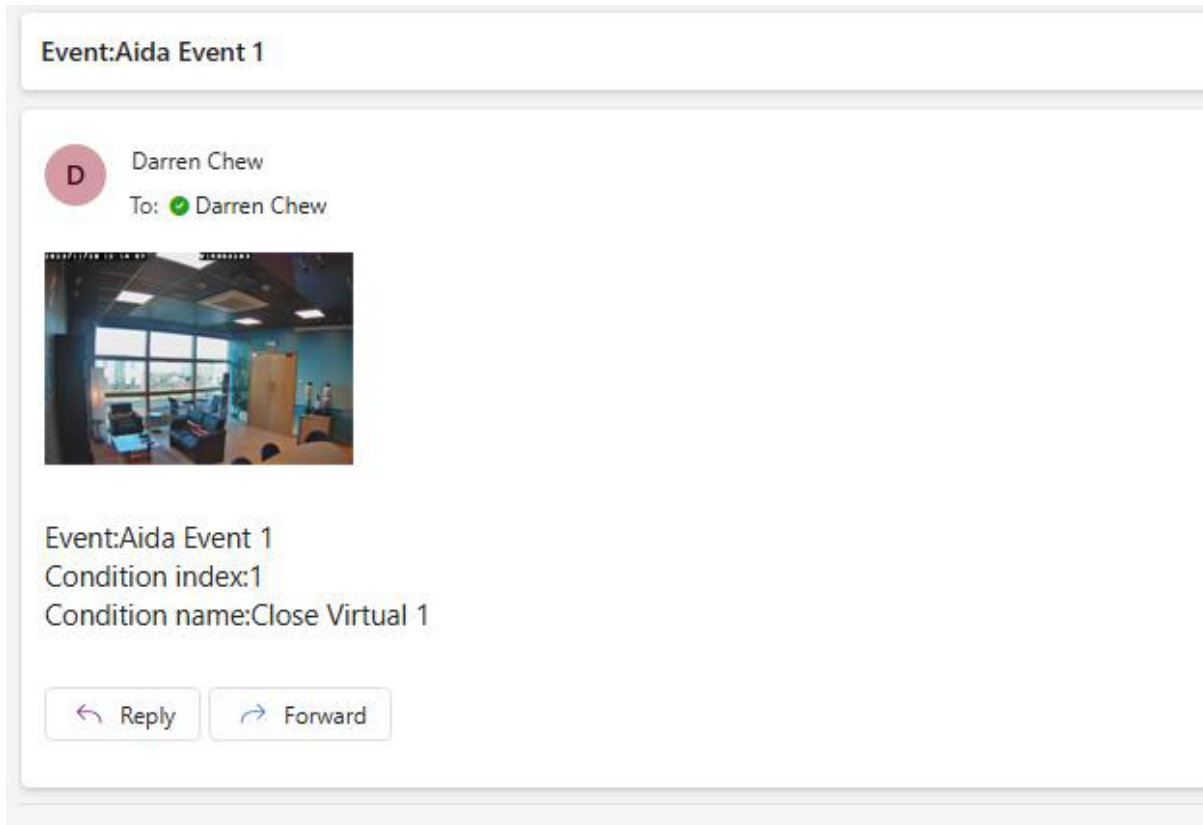 Event:Aida Event 1
D
Darren Chew
To: Darren Chew
Event:Aida Event 1
Condition index:1
Condition name:Close Virtual 1
Reply
Forward